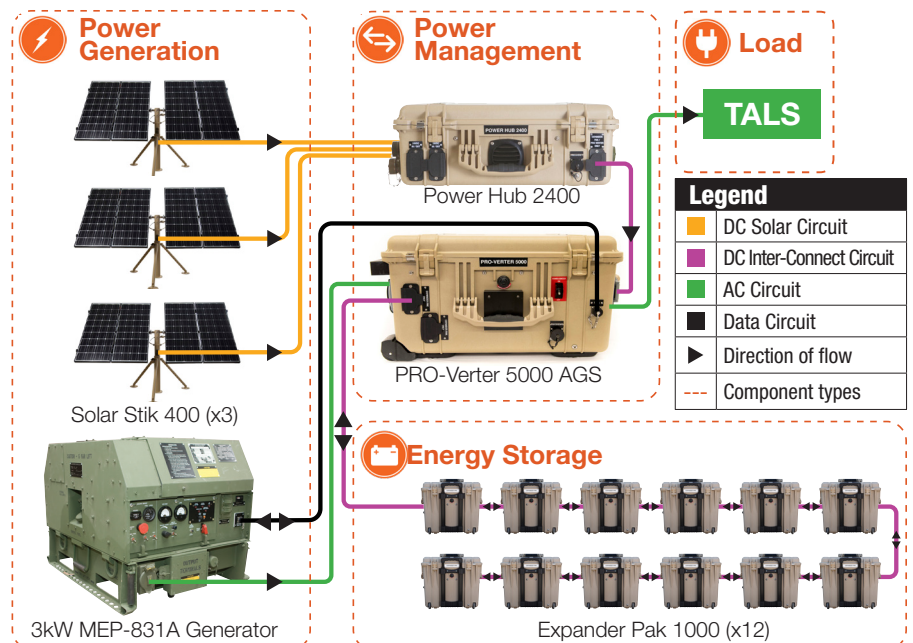 Power
Generation
Power
Management
Load
TALS
POWER HUB 2400
Power Hub 2400
Legend
DC Solar Circuit
DC Inter-Connect Circuit
AC Circuit
Data Circuit
Direction of flow
Component types
PRO-VERTER 5000
PRO-Verter 5000 AGS
Solar Stik 400 (x3)
Energy Storage
3kW MEP-831A Generator
Expander Pak 1000 (x12)